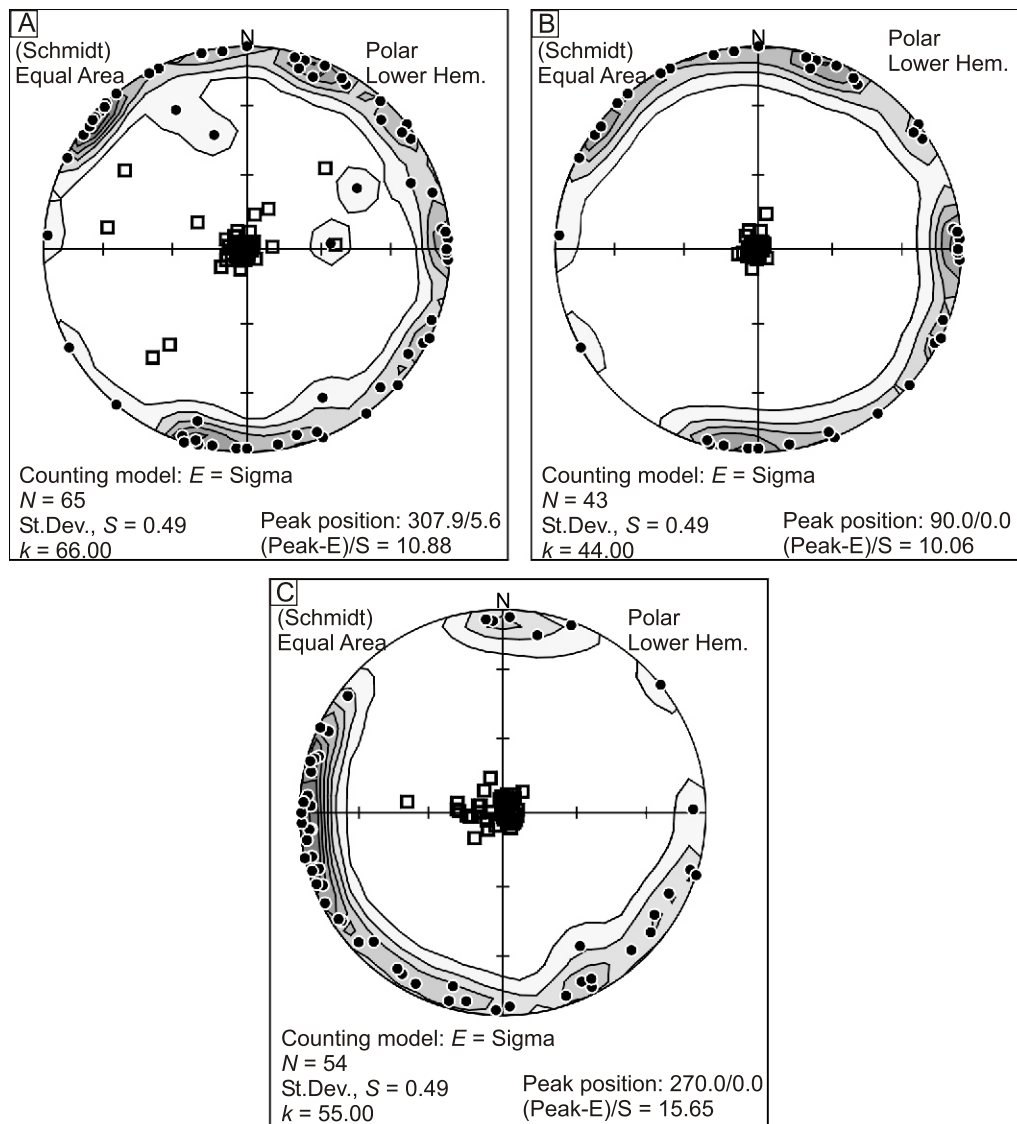 A
N
(Schmidt)
Equal Area
Polar
Lower Hem.
Counting model: E = Sigma
N = 65
St.Dev., S = 0.49
k = 66.00
Peak position: 307.9/5.6
(Peak-E)/S = 10.88
B
N
(Schmidt)
Equal Area
Polar
Lower Hem.
Counting model: E = Sigma
N = 43
St.Dev., S = 0.49
k = 44.00
Peak position: 90.0/0.0
(Peak-E)/S = 10.06
C
N
(Schmidt)
Equal Area
Polar
Lower Hem.
Counting model: E = Sigma
N = 54
St.Dev., S = 0.49
k = 55.00
Peak position: 270.0/0.0
(Peak-E)/S = 15.65